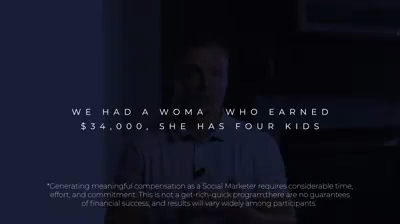 WE HAD A WOMA WHO EARNED
$34,000, SHE HAS FOUR KIDS
*Generating meaningful compensation as a Social Marketer requires considerable time,
effort, and commitment. This is not a get-rich-quick program;there are no guarantees
of financial success, and results will vary widely among participants.